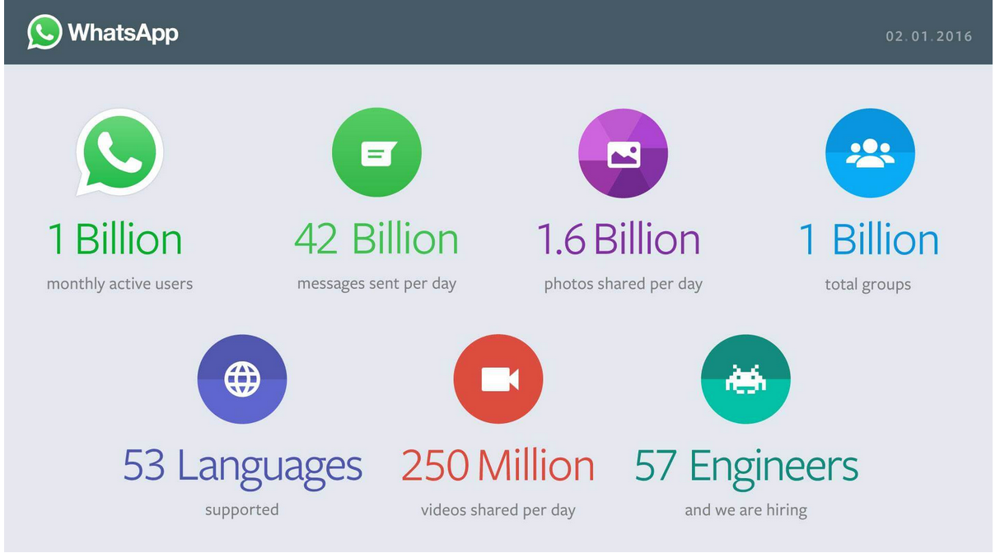 WhatsApp
02.01.2016
1 Billion
monthly active users
42 Billion
messages sent per day
1.6 Billion
photos shared per day
1 Billion
total groups
53 Languages
supported
250 Million
videos shared per day
57 Engineers
and we are hiring